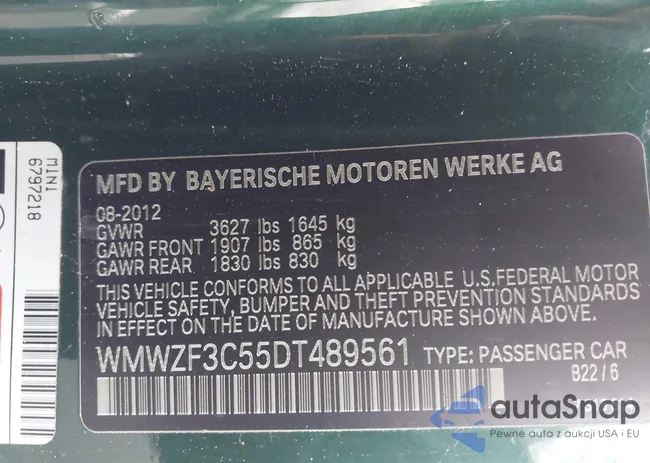 MINI
6797218
MFD BY BAYERISCHE MOTOREN WERKE AG
08-2012
GVWR 3627 lbs 1645 kg
GAWR FRONT 1907 lbs 865 kg
GAWR REAR 1830 lbs 830 kg
THIS VEHICLE CONFORMS TO ALL APPLICABLE U.S.FEDERAL MOTOR
VEHICLE SAFETY, BUMPER AND THEFT PREVENTION STANDARDS
IN EFFECT ON THE DATE OF MANUFACTURE SHOWN ABOVE.
WMWZF3C55DT489561 TYPE: PASSENGER CAR
B22 / 6
autaSnap
Pewne auta z aukcji USA i EU